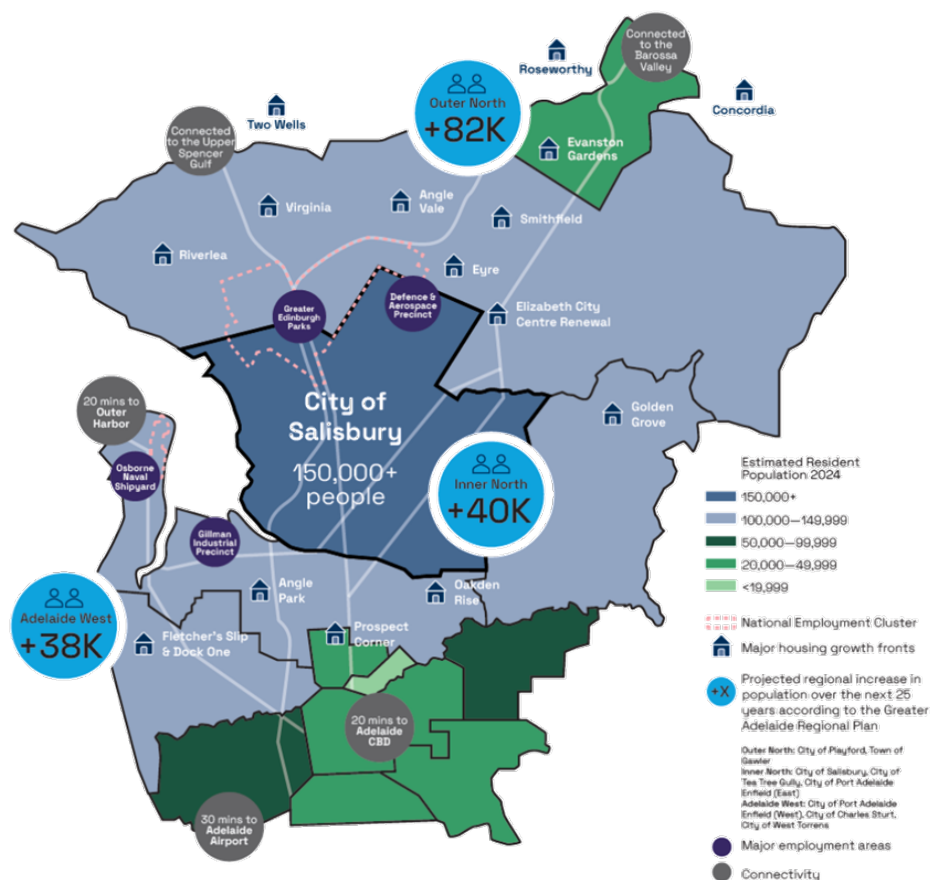 Connected
to the
Barossa
Valley
Roseworthy
Concordia
Two Wells
Outer North
+82K
Connected
to the Upper
Spencer
Gulf
Evanston
Gardens
Angle
Vale
Virginia
Smithfield
Riverlea
Eyre
Greater
Edinburgh
Parks
Defence &
Aerospace
Precinct
Elizabeth City
Centre Renewal
City of
Salisbury
150,000+
people
Golden
Grove
20 mins to
Outer
Harbor
Osborne
Naval
Shipyard
Inner North
+40K
Gillman
Industrial
Precinct
Angle
Park
Oakden
Rise
Adelaide West
+38K
Fletcher's Slip
& Dock One
Prospect
Corner
20 mins to
Adelaide
CBD
30 mins to
Adelaide
Airport
Estimated Resident
Population 2024
150,000+
100,000—149,999
50,000—99,999
20,000—49,999
<19,999
National Employment Cluster
Major housing growth fronts
+X
Projected regional increase in
population over the next 25
years according to the Greater
Adelaide Regional Plan
Outer North: City of Playford, Town of
Gawler
Inner North: City of Salisbury, City of
Tea Tree Gully, City of Port Adelaide
Enfield (East)
Adelaide West: City of Port Adelaide
Enfield (West), City of Charles Sturt,
City of West Torrens
Major employment areas
Connectivity